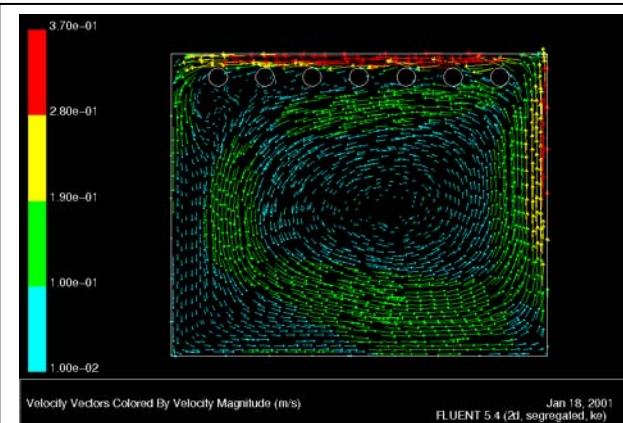 3.70e-01
2.80e-01
1.90e-01
1.00e-01
1.00e-02
Velocity Vectors Colored By Velocity Magnitude (m/s)
Jan 18, 2001
FLUENT 5.4 (2d, segregated, ke)